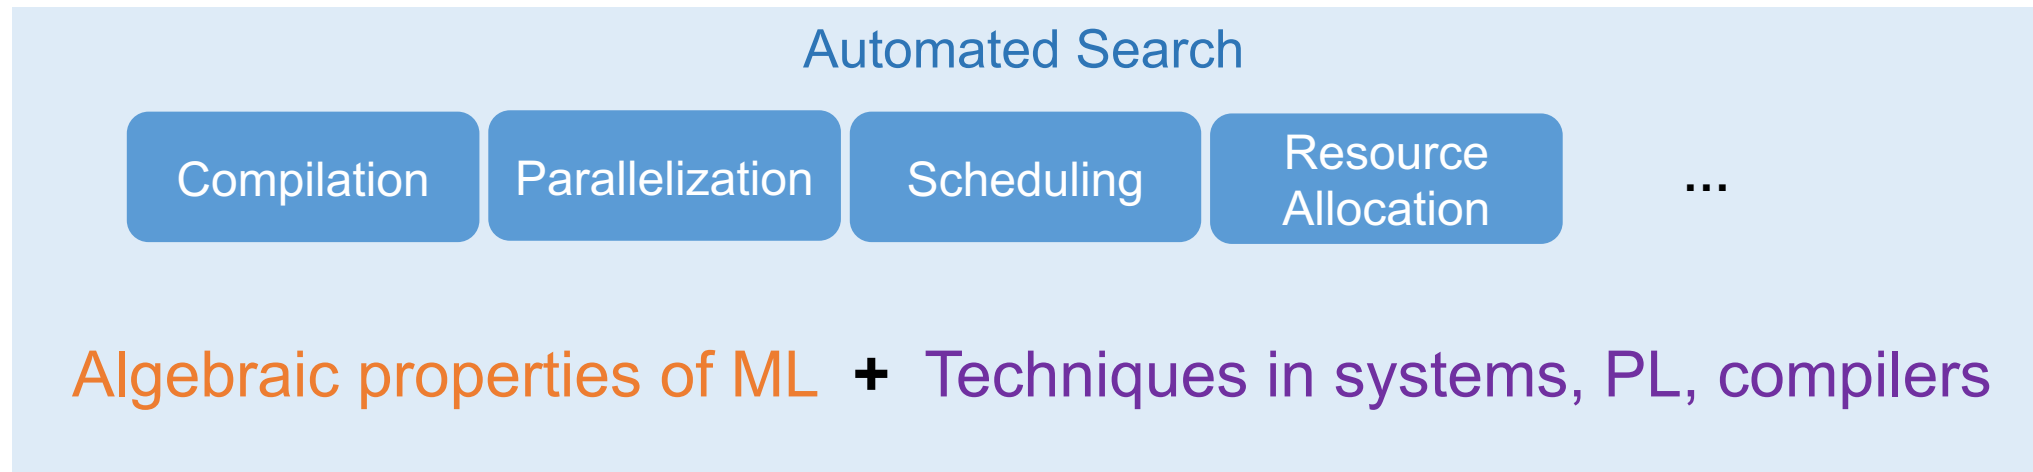 Automated Search
Compilation
Parallelization
Scheduling
Resource
Allocation
...
Algebraic properties of ML + Techniques in systems, PL, compilers